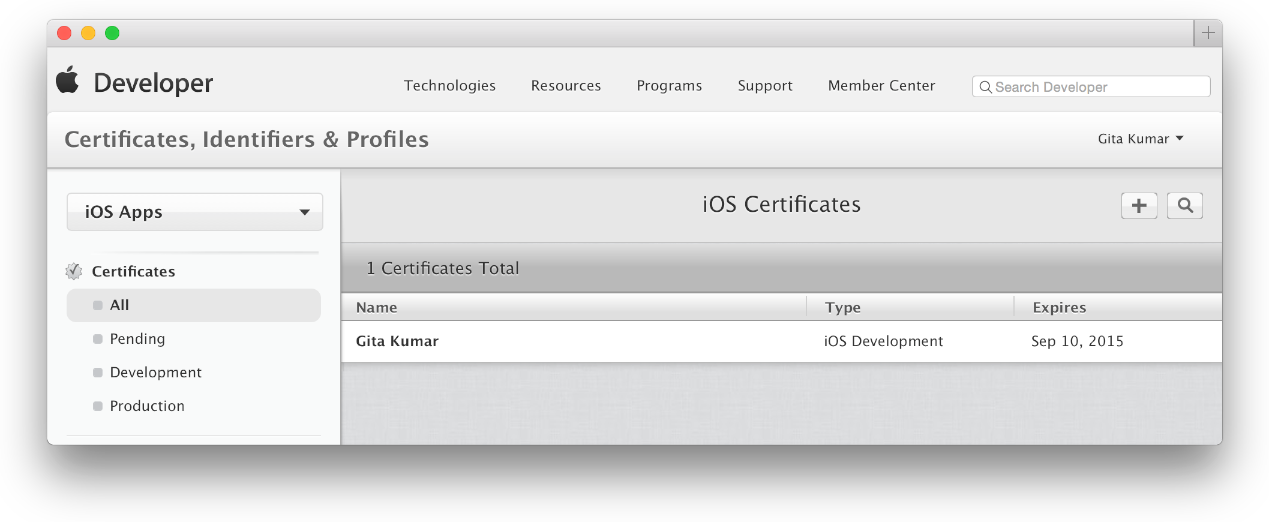 Developer
Technologies Resources Programs Support Member Center Search Developer
Certificates, Identifiers & Profiles
Gita Kumar
iOS Apps
Certificates
All
Pending
Development
Production
iOS Certificates
1 Certificates Total
Name Type Expires
Gita Kumar iOS Development Sep 10, 2015